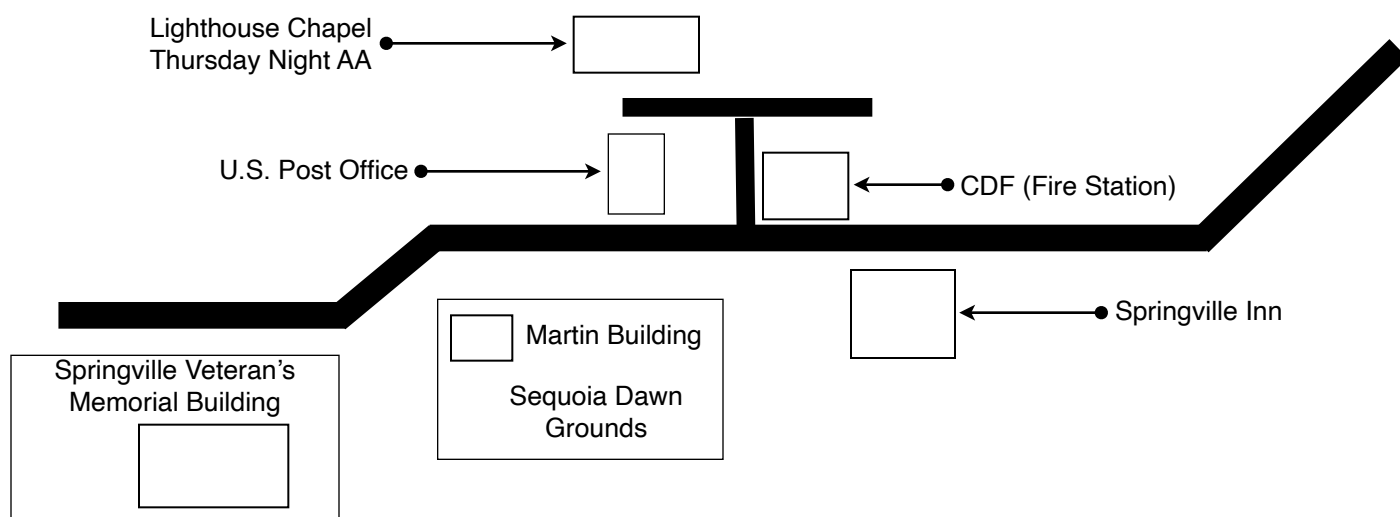 Lighthouse Chapel
Thursday Night AA
U.S. Post Office
CDF (Fire Station)
Springville Inn
Martin Building
Sequoia Dawn
Grounds
Springville Veteran’s
Memorial Building